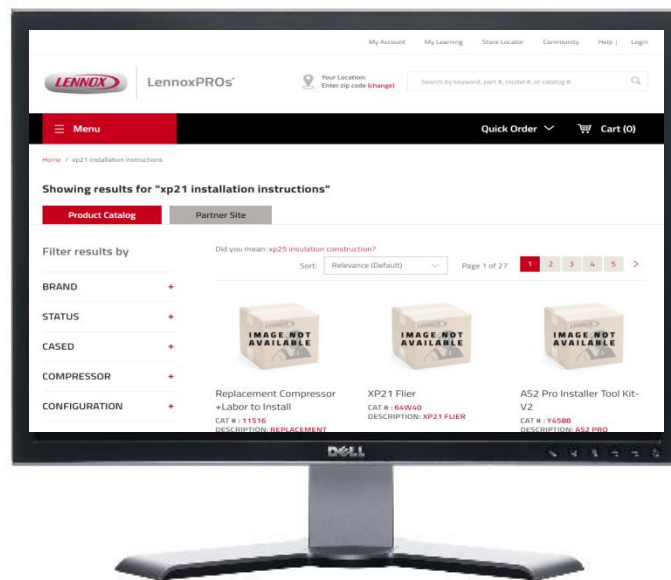 My Account My Learning Store Locator Community Help | Login
LENNOX LennoxPROs®
Your Location:
Enter zip code (change)
Search by keyword, part #, model #, or catalog #
Menu
Quick Order
Cart (0)
Home / xp21 installation instructions
Showing results for "xp21 installation instructions"
Product Catalog Partner Site
Filter results by
BRAND +
STATUS +
CASED +
COMPRESSOR +
CONFIGURATION +
Did you mean: xp25 insulation construction?
Sort: Relevance (Default) Page 1 of 27 1 2 3 4 5 >
IMAGE NOT
AVAILABLE
Replacement Compressor
+Labor to Install
CAT # : 11516
DESCRIPTION: REPLACEMENT
IMAGE NOT
AVAILABLE
XP21 Flier
CAT # : 64W40
DESCRIPTION: XP21 FLIER
IMAGE NOT
AVAILABLE
AS2 Pro Installer Tool Kit-
V2
CAT # : Y4588
DESCRIPTION: AS2 PRO
DELL